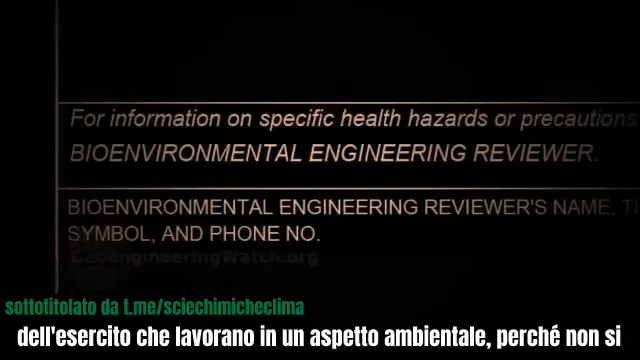 For information on specific health hazards or precautions
BIOENVIRONMENTAL ENGINEERING REVIEWER.
BIOENVIRONMENTAL ENGINEERING REVIEWER'S NAME,
SYMBOL, AND PHONE NO.
GeoengineeringWatch.org
sottotitolato da t.me/sciechimicheclima
dell'esercito che lavorano in un aspetto ambientale, perché non si